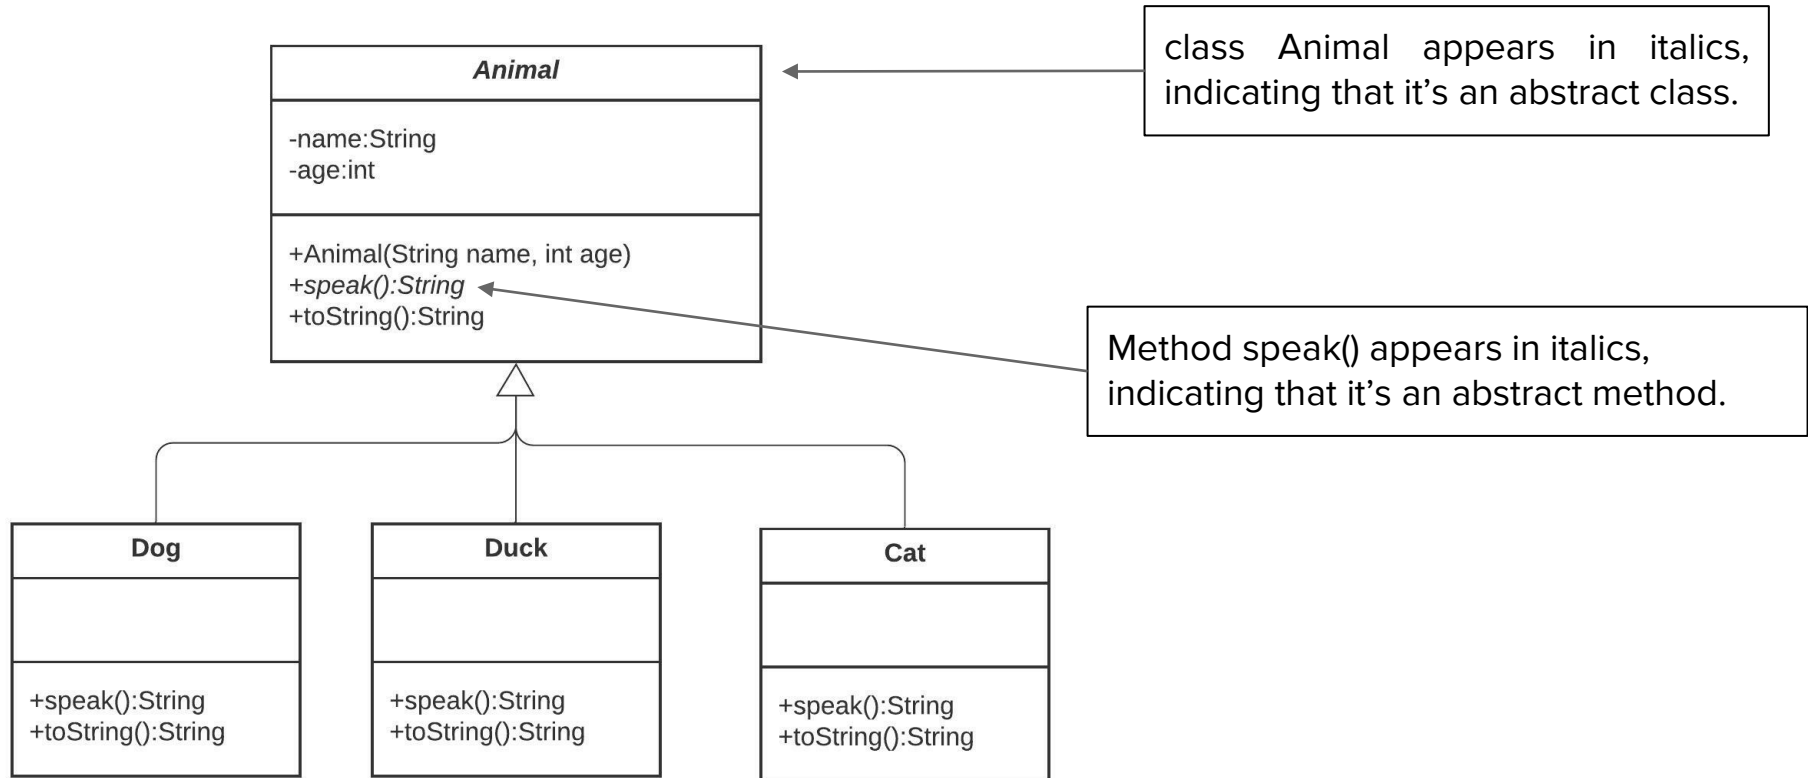 Animal
-name:String
-age:int
+Animal(String name, int age)
+speak():String
+toString():String
class Animal appears in italics,
indicating that it’s an abstract class.
Method speak() appears in italics,
indicating that it’s an abstract method.
Dog
+speak():String
+toString():String
Duck
+speak():String
+toString():String
Cat
+speak():String
+toString():String